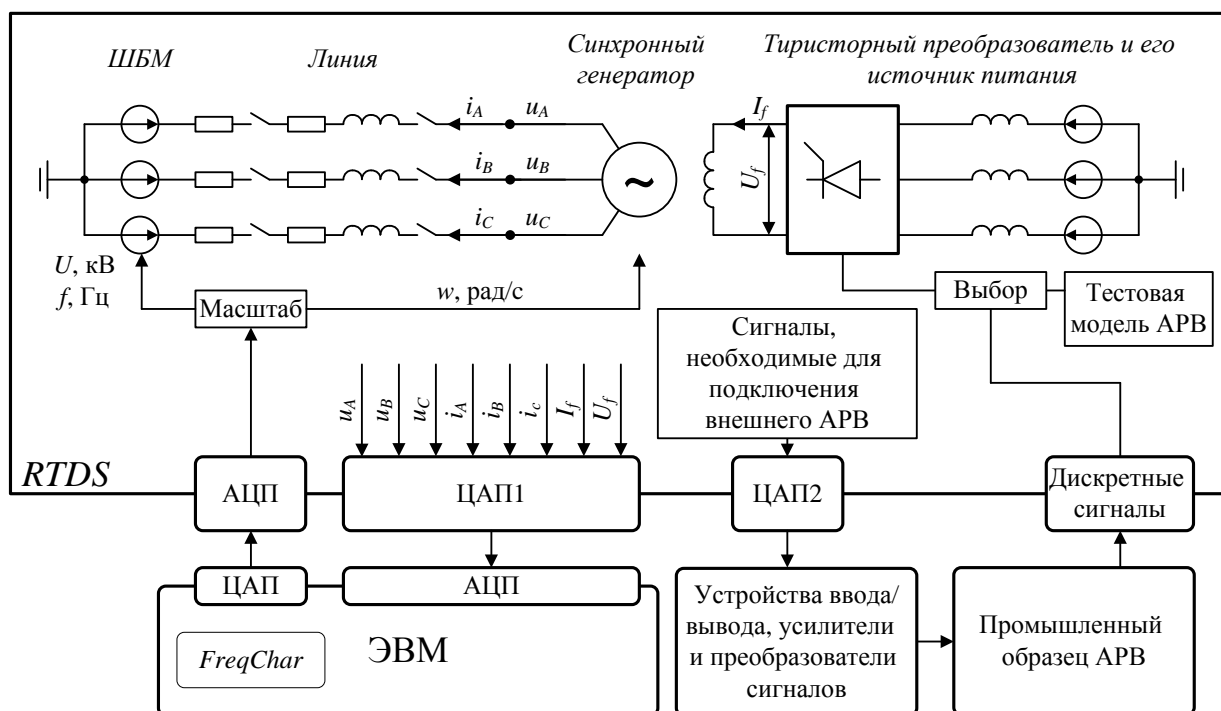 ШБМ
Линия
Синхронный
генератор
Тиристорный преобразователь и его
источник питания
i_A
u_A
I_f
i_B
u_B
U_f
i_C
u_C
~
U, кВ
f, Гц
Масштаб
w, рад/с
Выбор
Тестовая
модель АРВ
Сигналы,
необходимые для
подключения
внешнего АРВ
u_A
u_B
u_C
i_A
i_B
i_c
I_f
U_f
RTDS
АЦП
ЦАП1
ЦАП2
Дискретные
сигналы
ЦАП
АЦП
FreqChar
ЭВМ
Устройства ввода/
вывода, усилители
и преобразователи
сигналов
Промышленный
образец АРВ